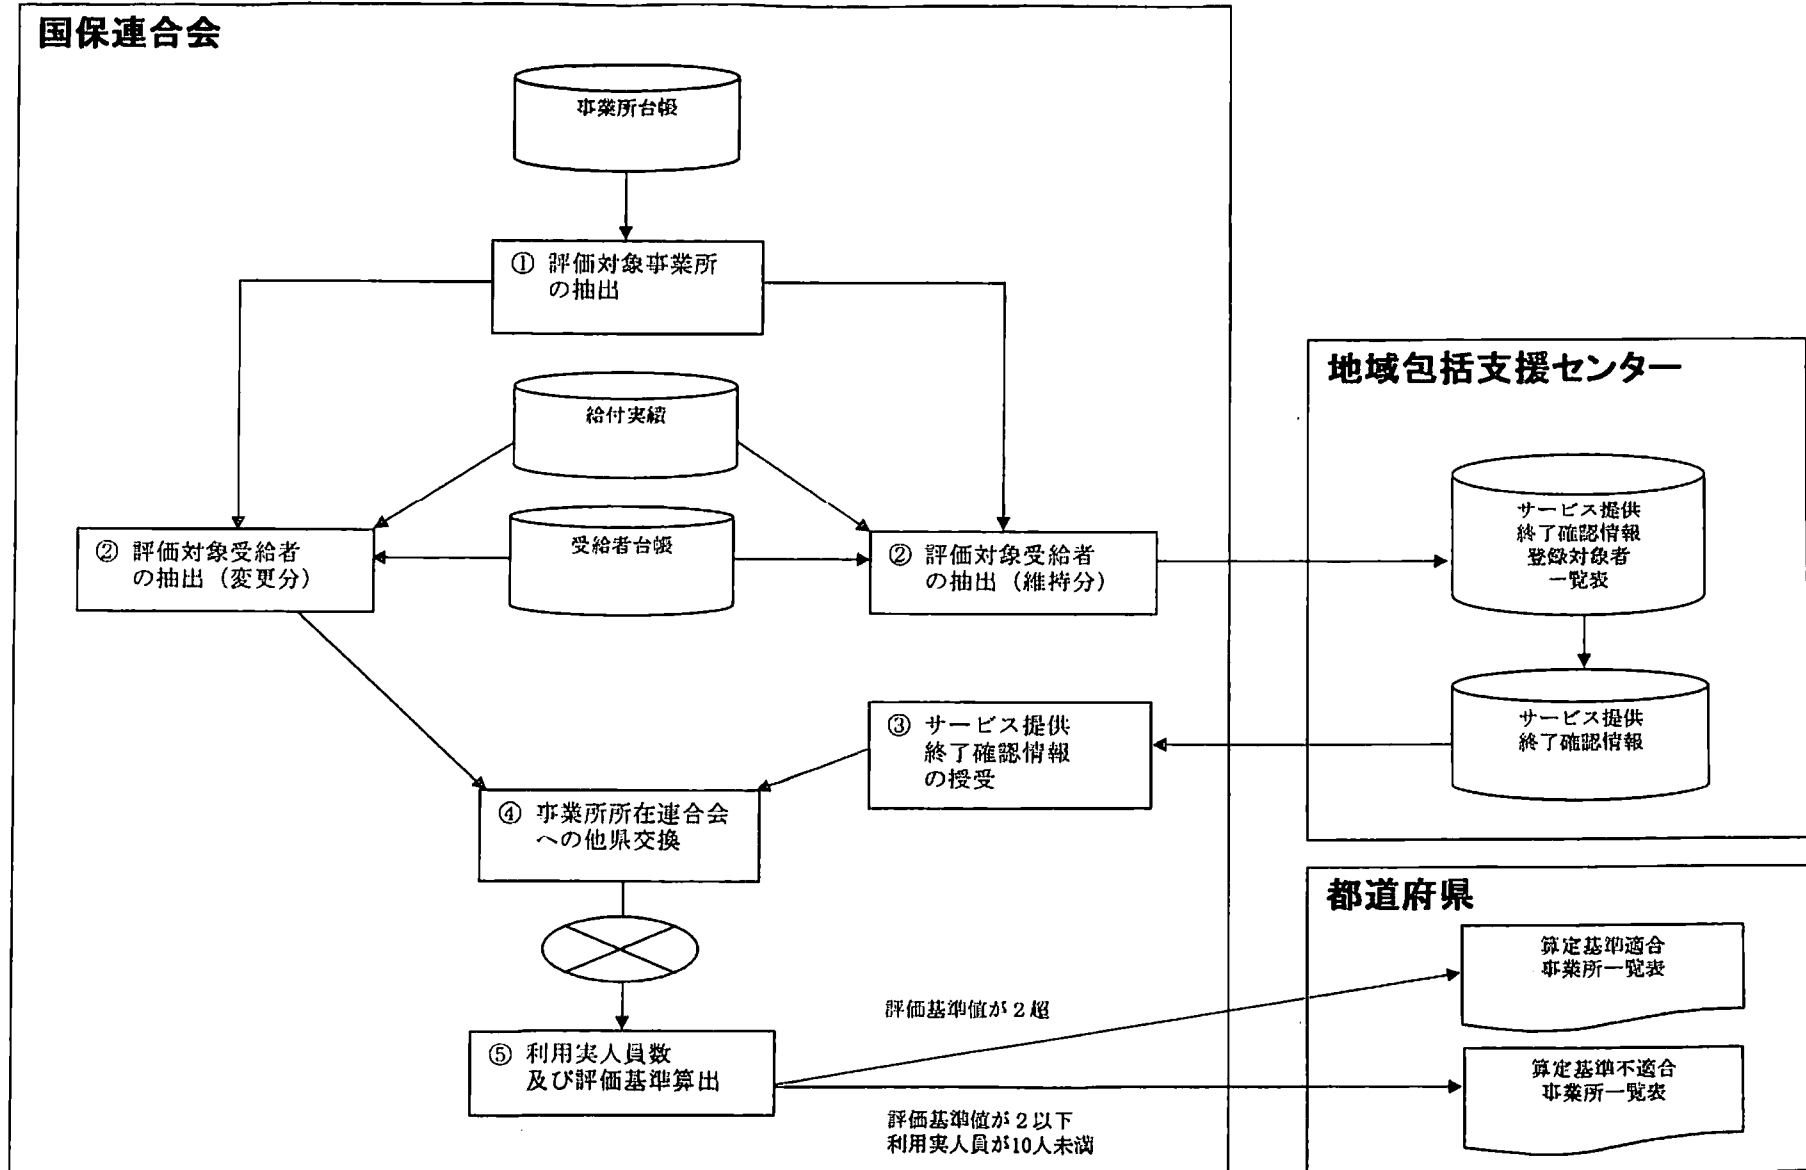 国保連合会
事業所台帳
① 評価対象事業所
の抽出
給付実績
受給者台帳
② 評価対象受給者
の抽出(変更分)
② 評価対象受給者
の抽出(維持分)
③ サービス提供
終了確認情報
の授受
④ 事業所所在連合会
への他県交換
⑤ 利用実人員数
及び評価基準算出
評価基準値が2超
評価基準値が2以下
利用実人員が10人未満
地域包括支援センター
サービス提供
終了確認情報
登録対象者
一覧表
サービス提供
終了確認情報
都道府県
算定基準適合
事業所一覧表
算定基準不適合
事業所一覧表